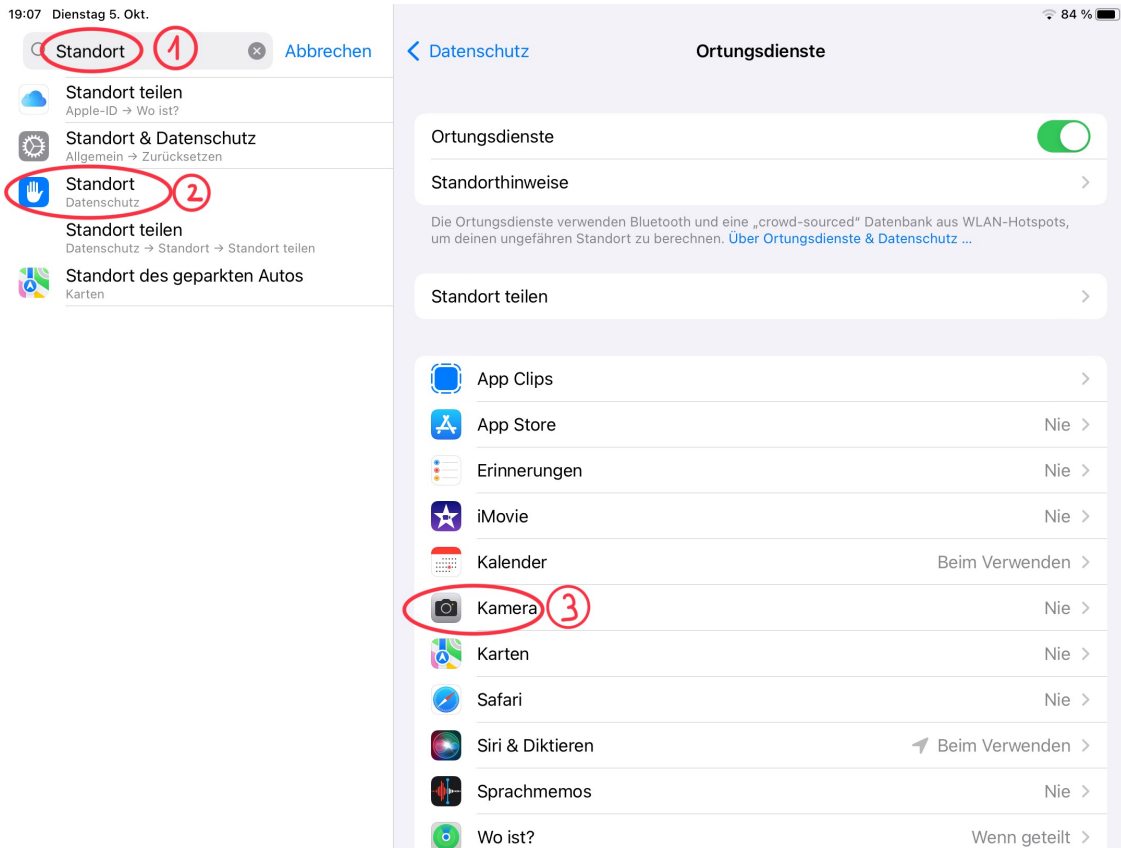 19:07 Dienstag 5. Okt.
84 %
Standort
1
Abbrechen
Standort teilen
Apple-ID → Wo ist?
Standort & Datenschutz
Allgemein → Zurücksetzen
Standort
Datenschutz
2
Standort teilen
Datenschutz → Standort → Standort teilen
Standort des geparkten Autos
Karten
Datenschutz
Ortungsdienste
Ortungsdienste
Standorthinweise
Die Ortungsdienste verwenden Bluetooth und eine „crowd-sourced“ Datenbank aus WLAN-Hotspots,
um deinen ungefähren Standort zu berechnen. Über Ortungsdienste & Datenschutz ...
Standort teilen
App Clips
App Store Nie
Erinnerungen Nie
iMovie Nie
Kalender Beim Verwenden
Kamera 3 Nie
Karten Nie
Safari Nie
Siri & Diktieren Beim Verwenden
Sprachmemos Nie
Wo ist? Wenn geteilt